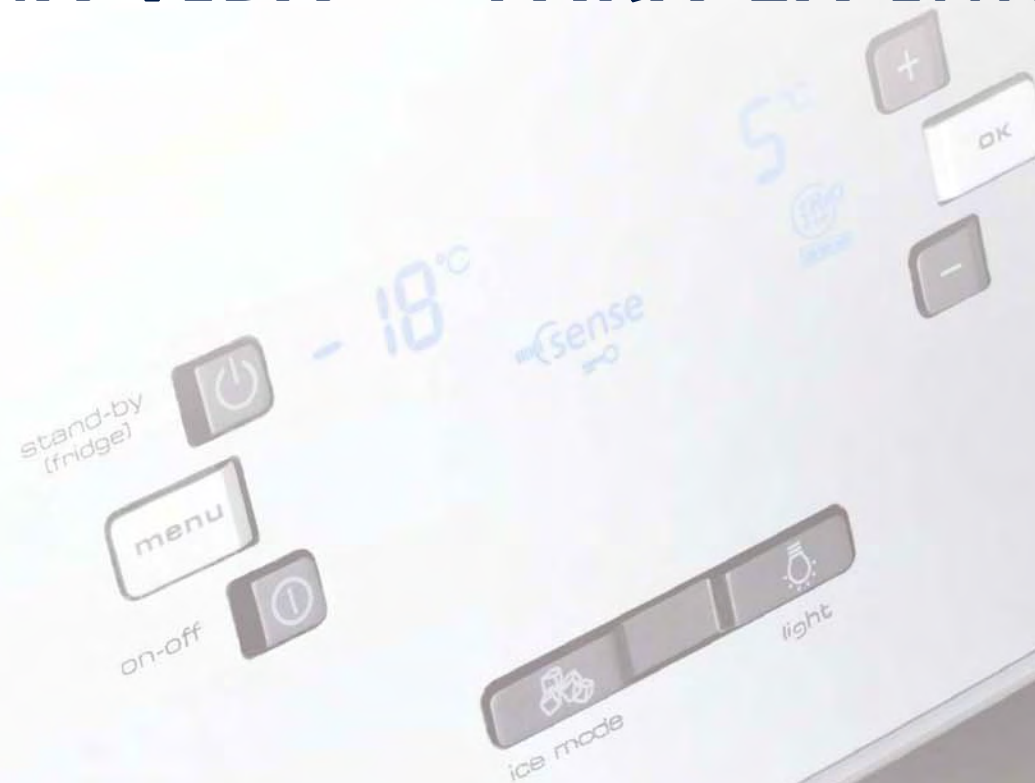 5°C
+
OK
-
- 18°C
sense
stand-by
(fridge)
menu
on-off
light
ice mode